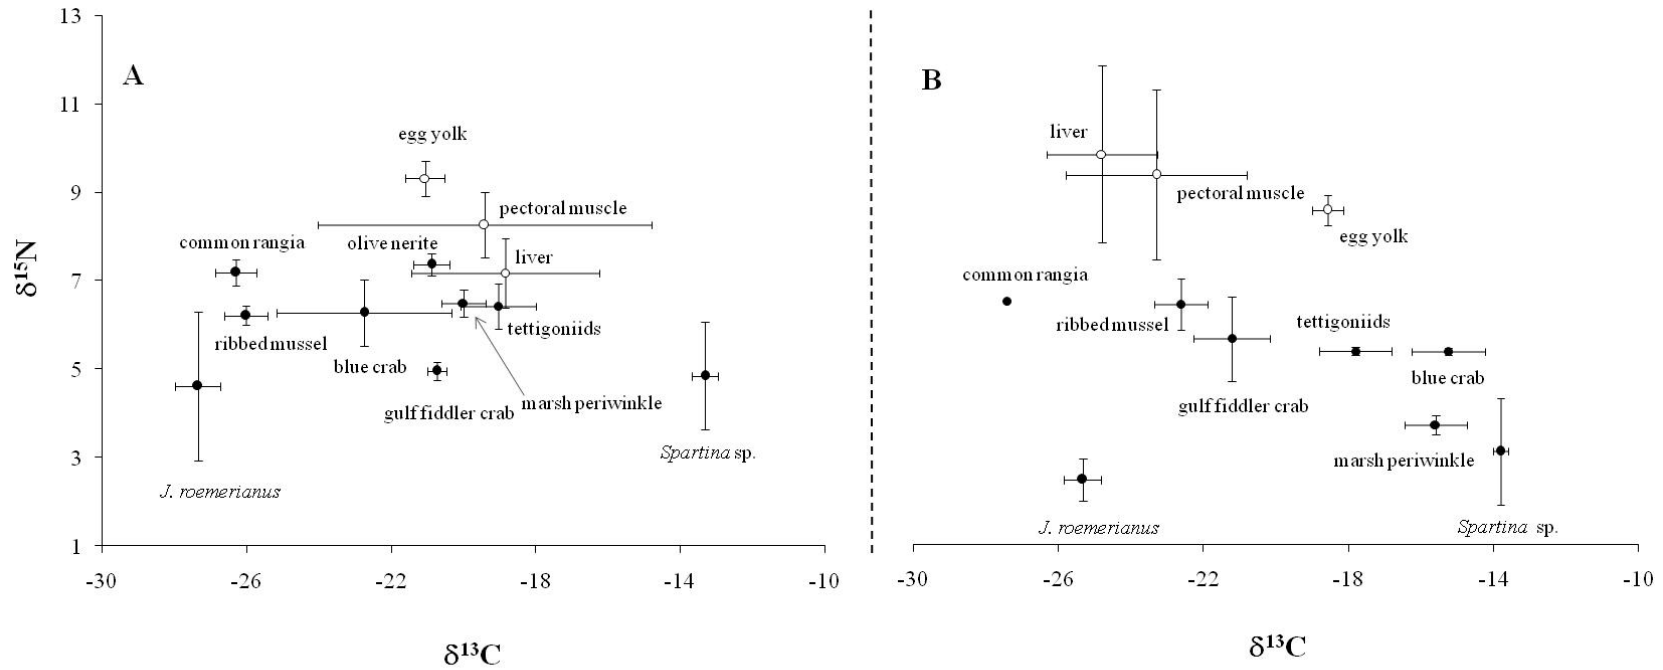 13
11
9
7
5
3
1
δ¹⁵N
A
egg yolk
pectoral muscle
common rangia
olive nerite
liver
ribbed mussel
tettigoniids
blue crab
gulf fiddler crab
marsh periwinkle
Spartina sp.
J. roemerianus
-30
-26
-22
-18
-14
-10
δ¹³C
B
liver
pectoral muscle
egg yolk
common rangia
ribbed mussel
tettigoniids
blue crab
gulf fiddler crab
marsh periwinkle
J. roemerianus
Spartina sp.
-30
-26
-22
-18
-14
-10
δ¹³C